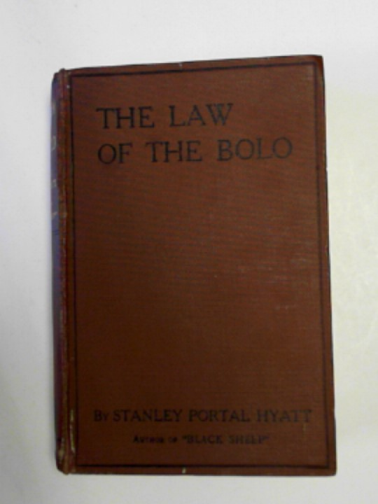 THE LAW
OF THE BOLO
BY STANLEY PORTAL HYATT
AUTHOR OF "BLACK SHEEP"